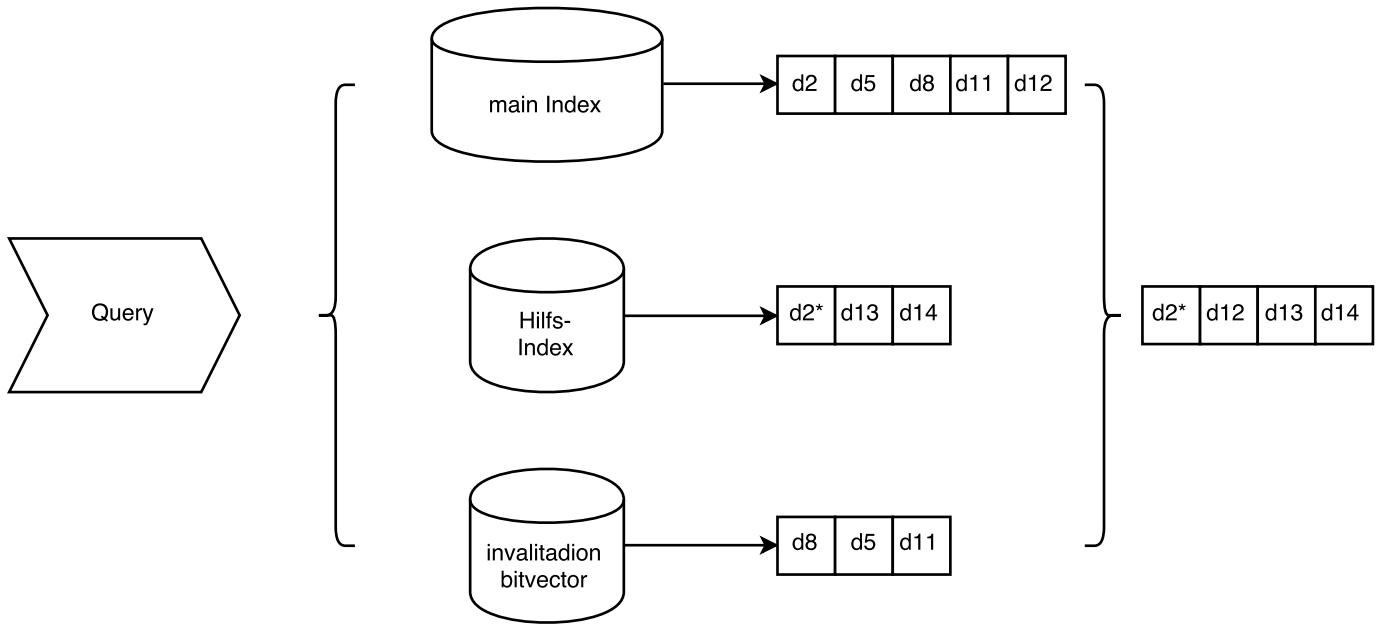 main Index
d2 d5 d8 d11 d12
Query
Hilfs-
Index
d2* d13 d14
d2* d12 d13 d14
invalitadion
bitvector
d8 d5 d11